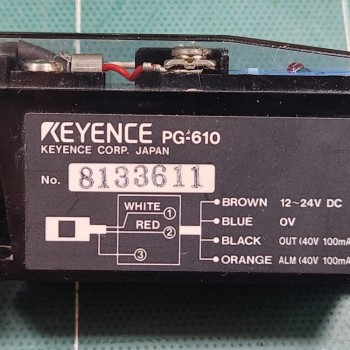 KEYENCE PG-610
KEYENCE CORP. JAPAN
No. 8133611
WHITE ①
RED ②
③
BROWN 12~24V DC
BLUE 0V
BLACK OUT (40V 100mA
ORANGE ALM (40V 100mA